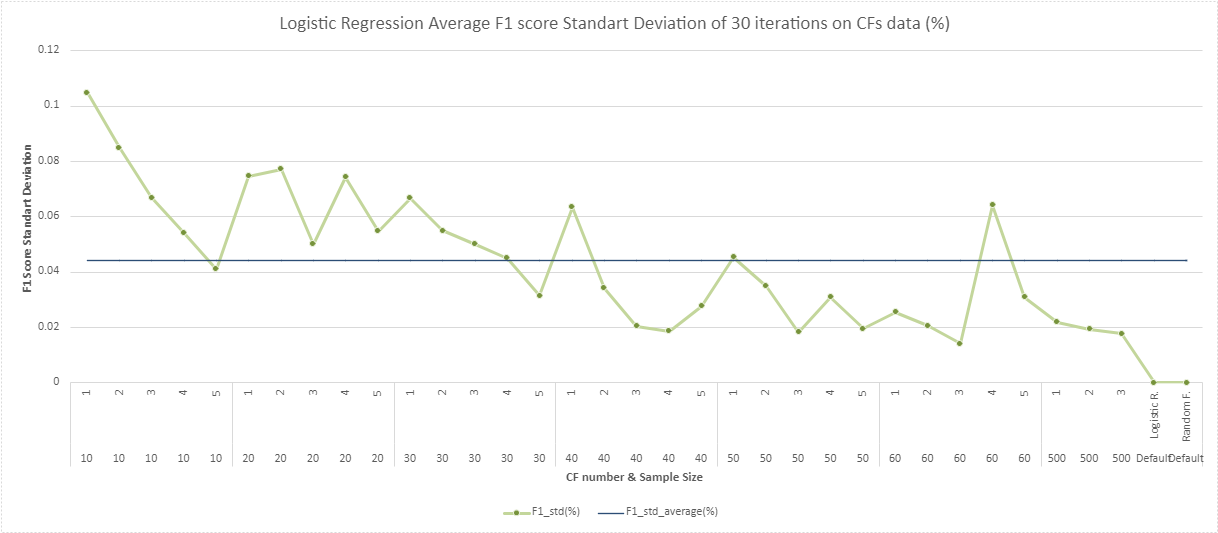 Logistic Regression Average F1 score Standart Deviation of 30 iterations on CFs data (%)
0.12
0.1
0.08
0.06
0.04
0.02
0
F1 Score Standart Deviation
1 2 3 4 5 1 2 3 4 5 1 2 3 4 5 1 2 3 4 5 1 2 3 4 5 1 2 3 4 5 1 2 3 Logistic R. Random F.
10 10 10 10 10 20 20 20 20 20 30 30 30 30 30 40 40 40 40 40 50 50 50 50 50 60 60 60 60 60 500 500 500 Default Default
CF number & Sample Size
F1_std(%) F1_std_average(%)